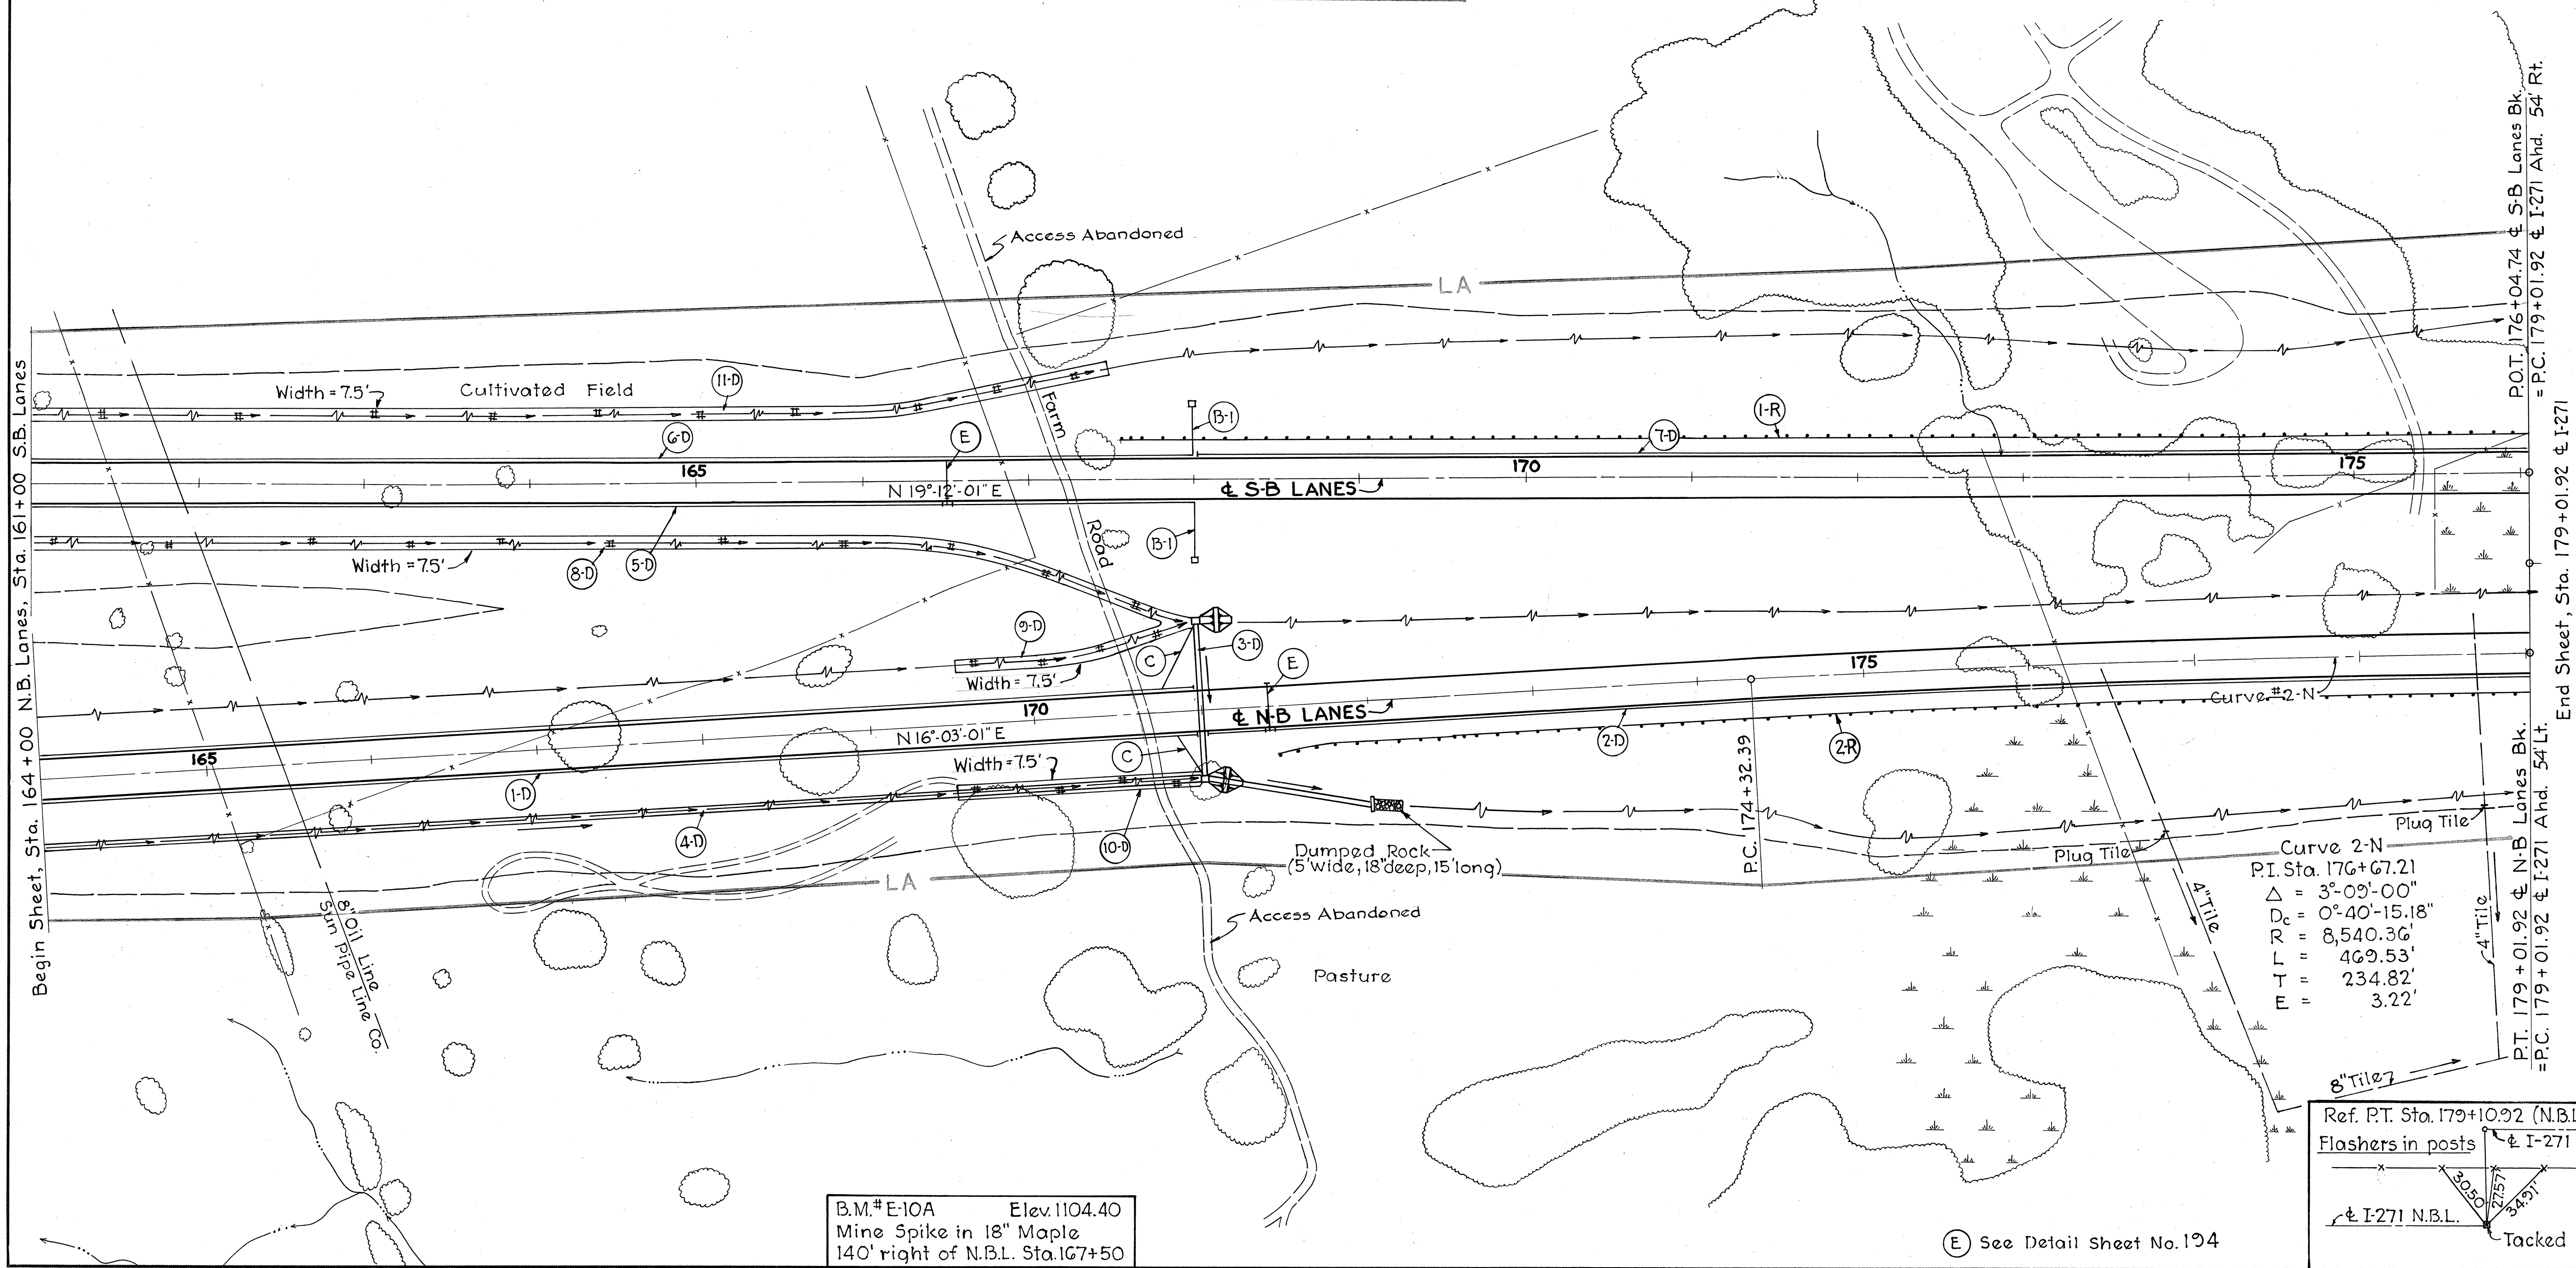 Begin Sheet, Sta. 164+00 N.B. Lanes, Sta. 161+00 S.B. Lanes
Access Abandoned
LA
Width = 7.5'
Cultivated Field
11-D
6-D
E
B-1
1-R
7-D
Farm
Road
165
170
175
N 19°-12'-01" E
℄ S-B LANES
B-1
Width = 7.5'
8-D
5-D
9-D
3-D
C
E
Width = 7.5'
175
170
℄ N-B LANES
Curve #2-N
N 16°-03'-01" E
165
Width = 7.5'
C
2-D
2-R
1-D
4-D
10-D
P.C. 174+32.39
Dumped Rock
(5' wide, 18" deep, 15' long)
Plug Tile
Plug Tile
LA
Access Abandoned
Pasture
8" Oil Line
Sun Pipe Line Co.
4" Tile
4" Tile
8" Tile
Curve 2-N
P.I. Sta. 176+67.21
Δ = 3°-09'-00"
Dc = 0°-40'-15.18"
R = 8,540.36'
L = 469.53'
T = 234.82'
E = 3.22'
P.O.T. 176+04.74 ℄ S-B Lanes Bk.
= P.C. 179+01.92 ℄ I-271 Ahd. 54' Rt.
End Sheet, Sta. 179+01.92 ℄ I-271
P.T. 179+01.92 ℄ N-B Lanes Bk.
= P.C. 179+01.92 ℄ I-271 Ahd. 54' Lt.
B.M.# E-10A Elev. 1104.40
Mine Spike in 18" Maple
140' right of N.B.L. Sta. 167+50
E See Detail Sheet No. 194
Ref. P.T. Sta. 179+10.92 (N.B.L
Flashers in posts
℄ I-271
30.50
27.57
34.91'
℄ I-271 N.B.L.
Tacked